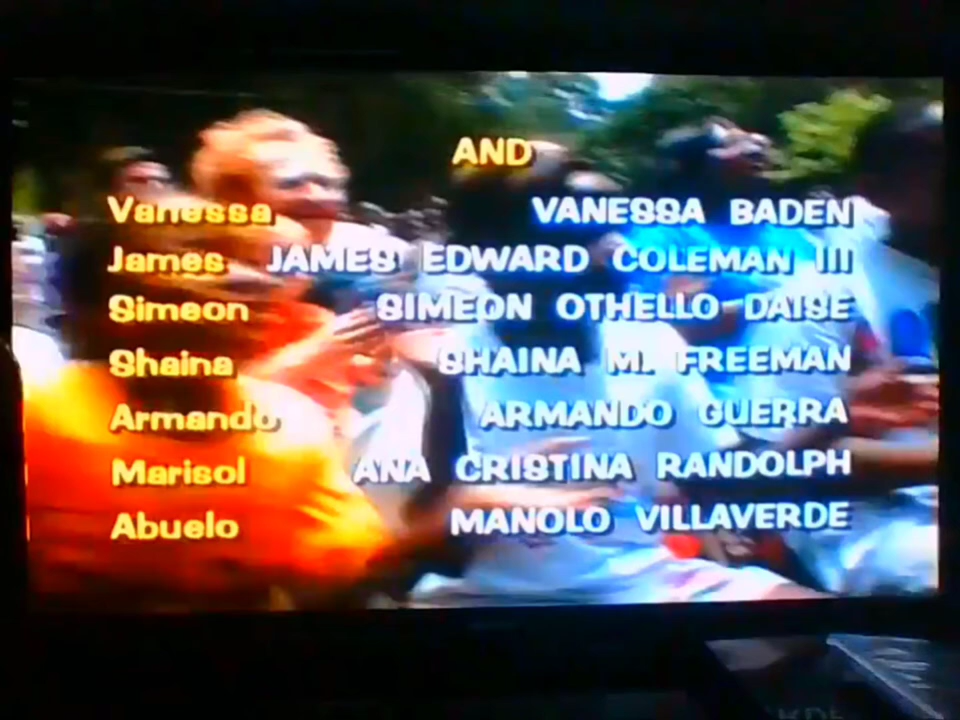 AND
Vanessa VANESSA BADEN
James JAMES EDWARD COLEMAN III
Simeon SIMEON OTHELLO DAISE
Shaina SHAINA M. FREEMAN
Armando ARMANDO GUERRA
Marisol ANA CRISTINA RANDOLPH
Abuelo MANOLO VILLAVERDE